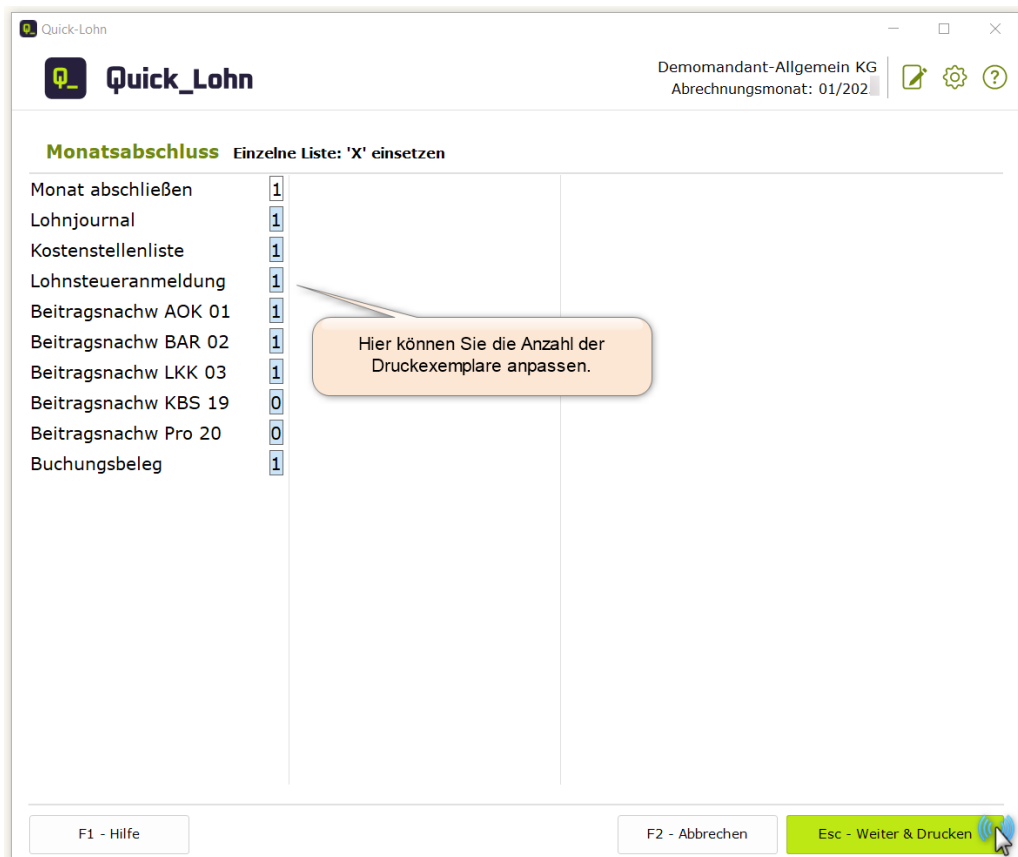 Quick-Lohn
Q_ Quick_Lohn
Demomandant-Allgemein KG
Abrechnungsmonat: 01/202
Monatsabschluss Einzelne Liste: 'X' einsetzen
Monat abschließen 1
Lohnjournal 1
Kostenstellenliste 1
Lohnsteueranmeldung 1
Beitragsnachw AOK 01 1
Beitragsnachw BAR 02 1
Beitragsnachw LKK 03 1
Beitragsnachw KBS 19 0
Beitragsnachw Pro 20 0
Buchungsbeleg 1
Hier können Sie die Anzahl der
Druckexemplare anpassen.
F1 - Hilfe
F2 - Abbrechen
Esc - Weiter & Drucken